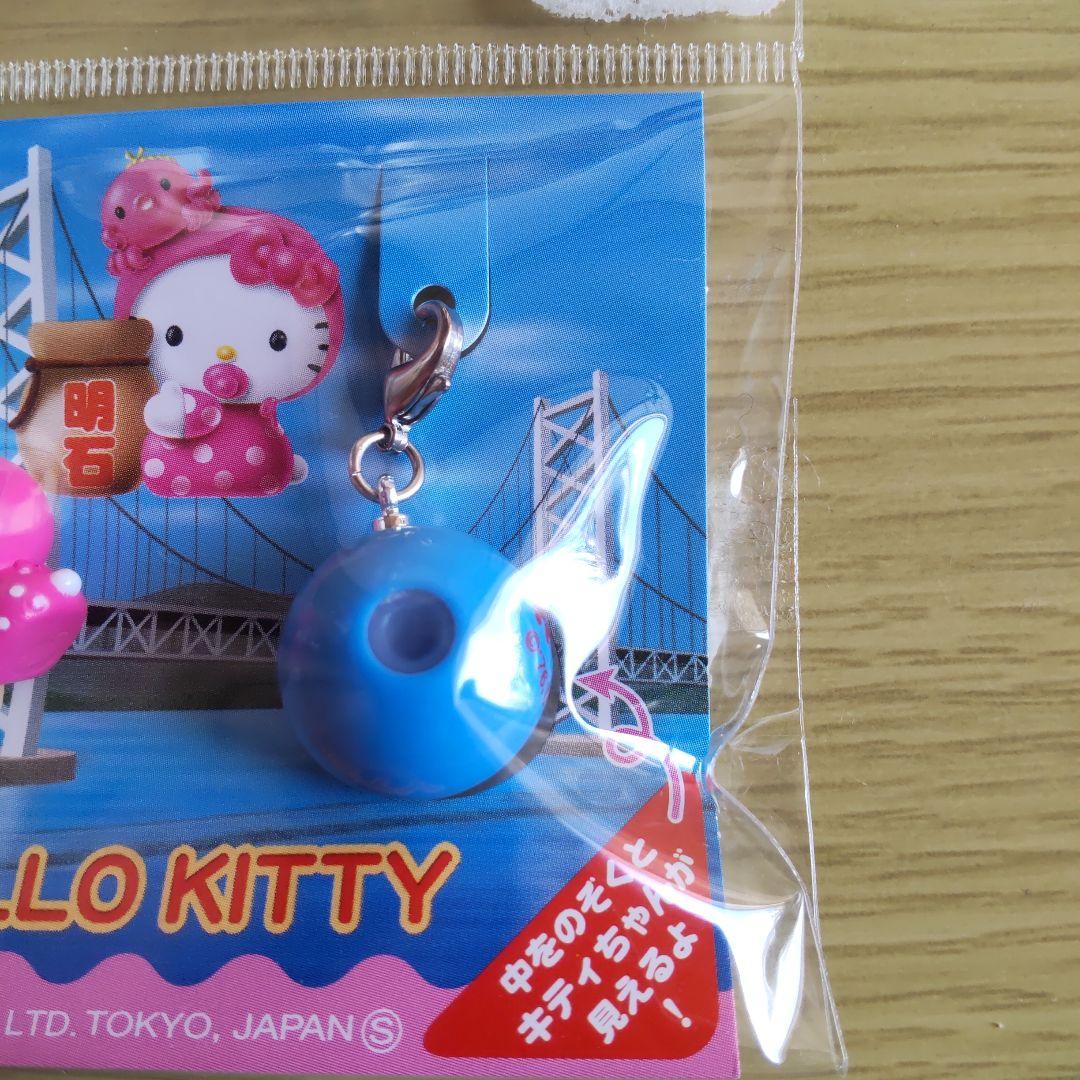 明石
LLO KITTY
LTD. TOKYO, JAPAN Ⓢ
中をのぞくと
キティちゃんが
見えるよ
!